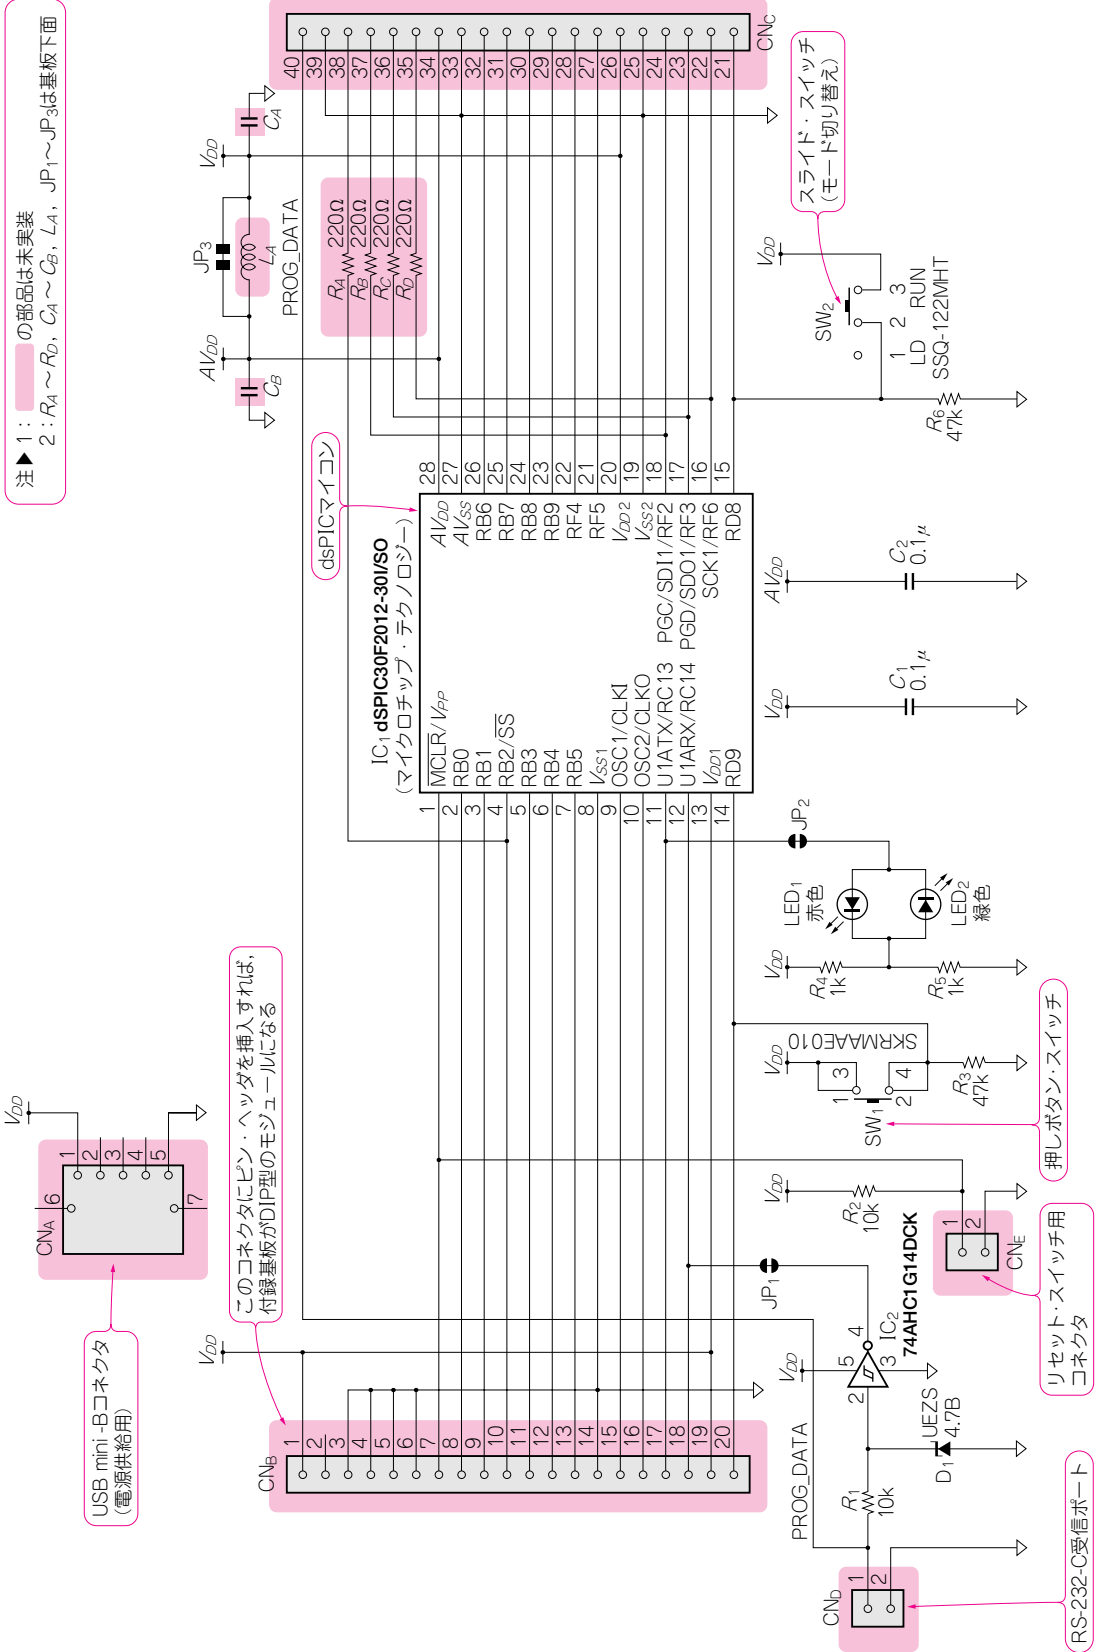 注▶1：　　の部品は未実装
2：RA～RD，CA～CB，LA，JP1～JP3は基板下面
USB mini-Bコネクタ
(電源供給用)
CNA
6
7
1
2
3
4
5
VDD
このコネクタにピン・ヘッダを挿入すれば，
付録基板がDIP型のモジュールになる
VDD
CNB
1
2
3
4
5
6
7
8
9
10
11
12
13
14
15
16
17
18
19
20
AVDD
CB
JP3
LA
VDD
CA
PROG_DATA
RA 220Ω
RB 220Ω
RC 220Ω
RD 220Ω
dsPICマイコン
IC1 dSPIC30F2012-30I/SO
(マイクロチップ・テクノロジー)
1 MCLR/VPP
2 RB0
3 RB1
4 RB2/SS
5 RB3
6 RB4
7 RB5
8 VSS1
9 OSC1/CLKI
10 OSC2/CLKO
11 U1ATX/RC13
12 U1ARX/RC14
13 VDD1
14 RD9
AVDD 28
AVSS 27
RB6 26
RB7 25
RB8 24
RB9 23
RF4 22
RF5 21
VDD2 20
VSS2 19
PGC/SDI1/RF2 18
PGD/SDO1/RF3 17
SCK1/RF6 16
RD8 15
40
39
38
37
36
35
34
33
32
31
30
29
28
27
26
25
24
23
22
21
CNC
PROG_DATA
CND
1
2
R1
10k
D1
UEZS
4.7B
VDD
2
5
4
3
IC2
74AHC1G14DCK
JP1
RS-232-C受信ポート
VDD
R2
10k
1
2
CNE
リセット・スイッチ用
コネクタ
VDD
SW1
1
3
2
4
SKRMAAE010
R3
47k
押しボタン・スイッチ
VDD
R4
1k
R5
1k
LED1
赤色
LED2
緑色
JP2
VDD
C1
0.1μ
AVDD
C2
0.1μ
R6
47k
SW2
VDD
1
2
3
LD
RUN
SSQ-122MHT
スライド・スイッチ
(モード切り替え)